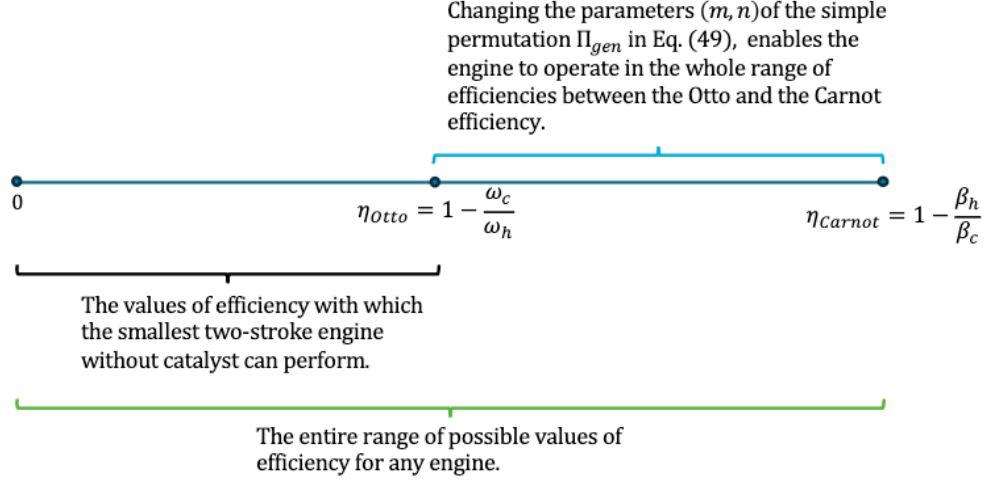 Changing the parameters (m, n)of the simple
permutation Π_gen in Eq. (49), enables the
engine to operate in the whole range of
efficiencies between the Otto and the Carnot
efficiency.
0
η_Otto = 1 − ω_c/ω_h
η_Carnot = 1 − β_h/β_c
The values of efficiency with which
the smallest two-stroke engine
without catalyst can perform.
The entire range of possible values of
efficiency for any engine.